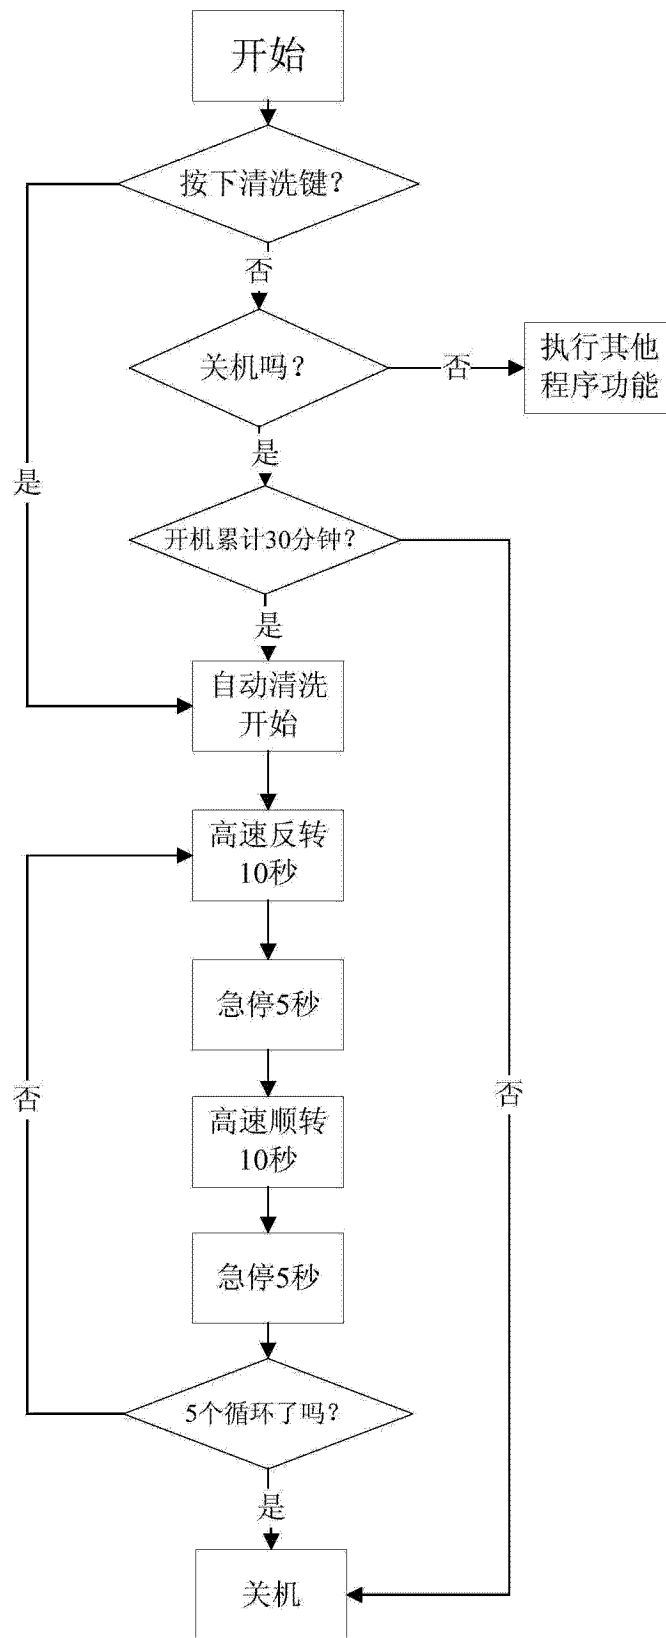 开始
按下清洗键?
否
关机吗?
否
执行其他
程序功能
是
是
开机累计30分钟?
是
自动清洗
开始
高速反转
10秒
急停5秒
否
否
高速顺转
10秒
急停5秒
5个循环了吗?
是
关机